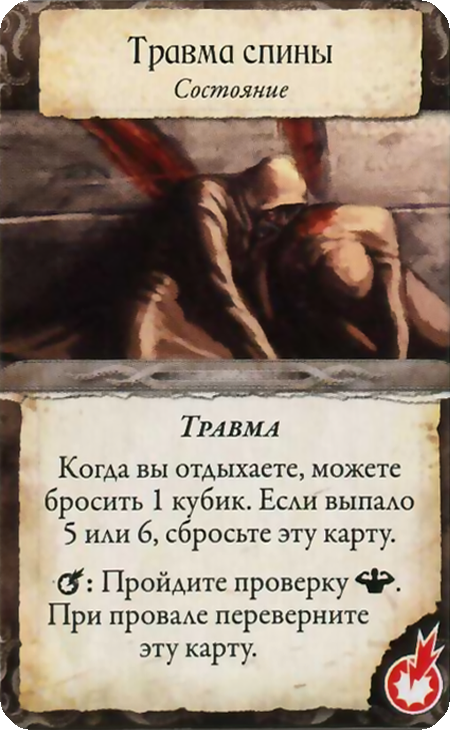 Травма спины
Состояние
Травма
Когда вы отдыхаете, можете
бросить 1 кубик. Если выпало
5 или 6, сбросьте эту карту.
: Пройдите проверку .
При провале переверните
эту карту.